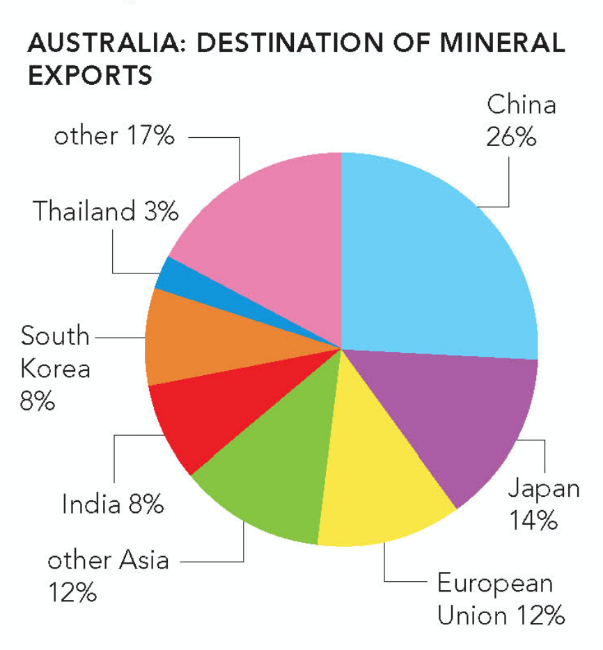 AUSTRALIA: DESTINATION OF MINERAL
EXPORTS
China
26%
other 17%
Thailand 3%
South
Korea
8%
India 8%
Japan
14%
other Asia
12%
European
Union 12%